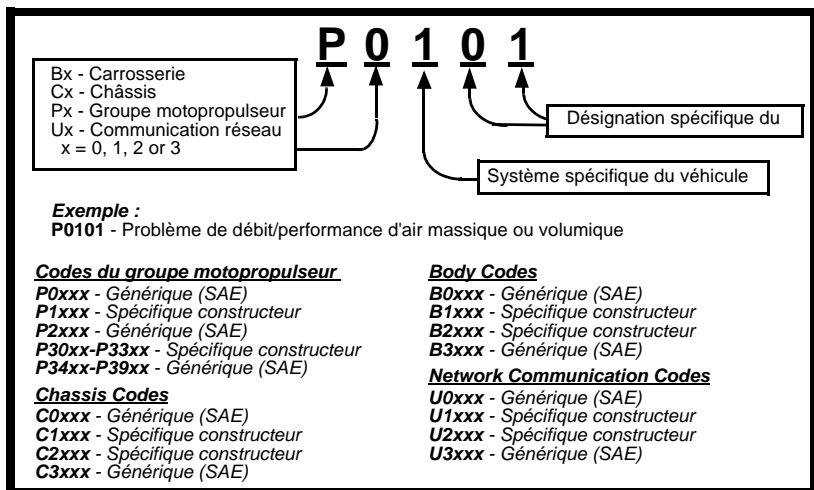 P0101
Bx - Carrosserie
Cx - Châssis
Px - Groupe motopropulseur
Ux - Communication réseau
x = 0, 1, 2 or 3
Désignation spécifique du
Système spécifique du véhicule
Exemple :
P0101 - Problème de débit/performance d'air massique ou volumique
Codes du groupe motopropulseur
P0xxx - Générique (SAE)
P1xxx - Spécifique constructeur
P2xxx - Générique (SAE)
P30xx-P33xx - Spécifique constructeur
P34xx-P39xx - Générique (SAE)
Chassis Codes
C0xxx - Générique (SAE)
C1xxx - Spécifique constructeur
C2xxx - Spécifique constructeur
C3xxx - Générique (SAE)
Body Codes
B0xxx - Générique (SAE)
B1xxx - Spécifique constructeur
B2xxx - Spécifique constructeur
B3xxx - Générique (SAE)
Network Communication Codes
U0xxx - Générique (SAE)
U1xxx - Spécifique constructeur
U2xxx - Spécifique constructeur
U3xxx - Générique (SAE)